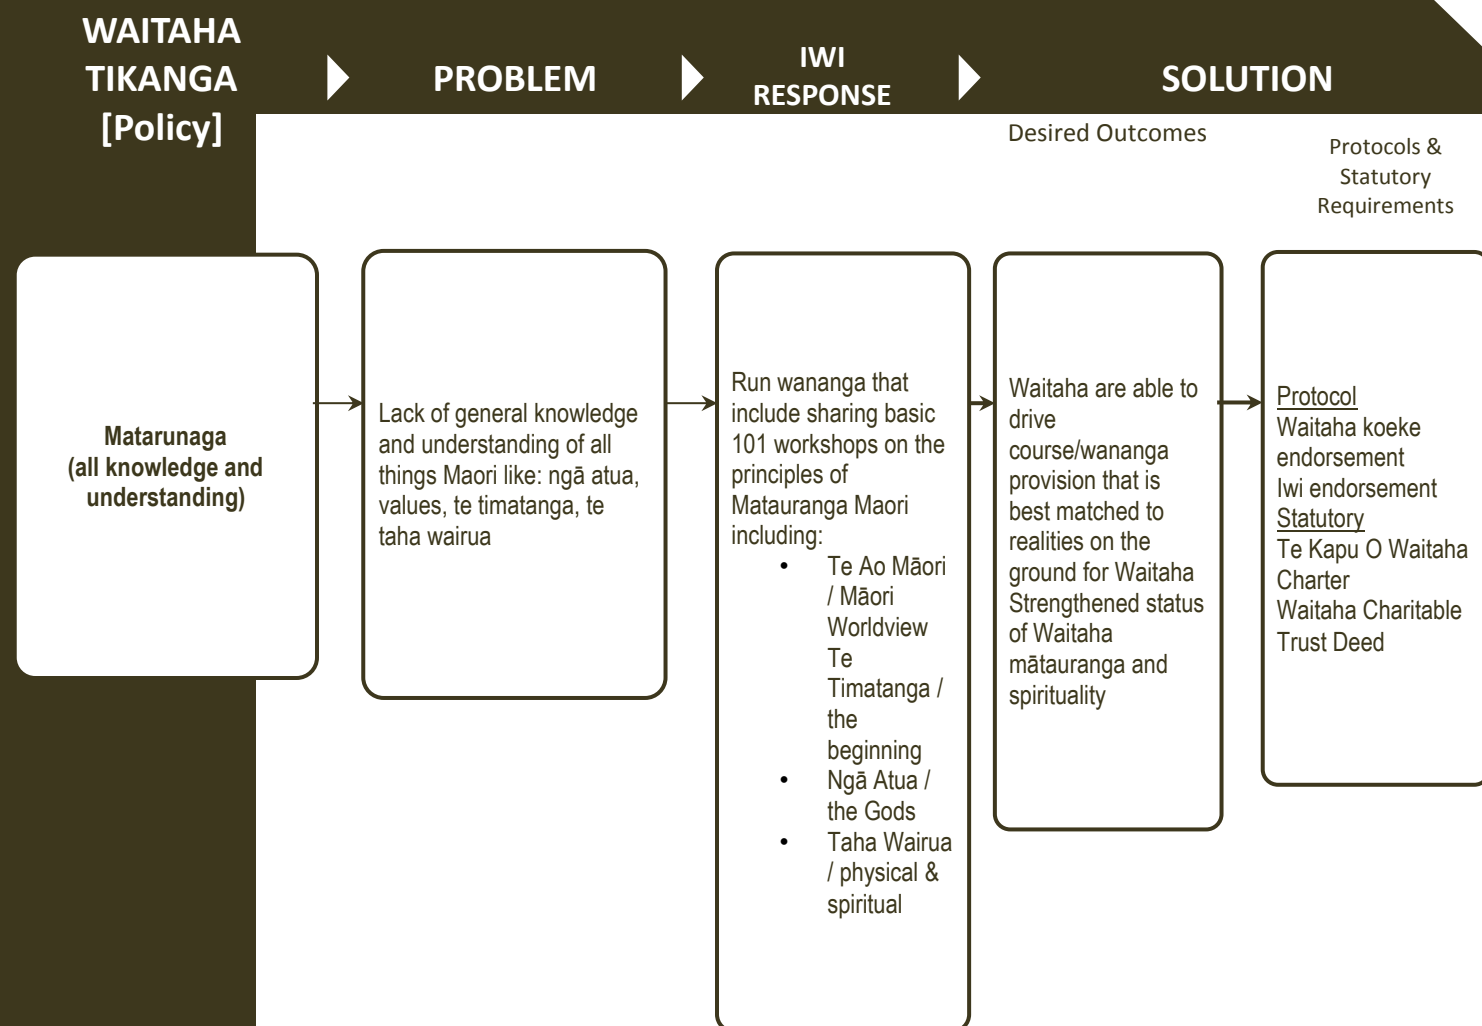 WAITAHA
TIKANGA
[Policy]
PROBLEM
IWI
RESPONSE
SOLUTION
Desired Outcomes
Protocols &
Statutory
Requirements
Matarunaga
(all knowledge and
understanding)
Lack of general knowledge
and understanding of all
things Maori like: ngā atua,
values, te timatanga, te
taha wairua
Run wananga that
include sharing basic
101 workshops on the
principles of
Matauranga Maori
including:
• Te Ao Māori
/ Māori
Worldview
Te
Timatanga /
the
beginning
• Ngā Atua /
the Gods
• Taha Wairua
/ physical &
spiritual
Waitaha are able to
drive
course/wananga
provision that is
best matched to
realities on the
ground for Waitaha
Strengthened status
of Waitaha
mātauranga and
spirituality
Protocol
Waitaha koeke
endorsement
Iwi endorsement
Statutory
Te Kapu O Waitaha
Charter
Waitaha Charitable
Trust Deed